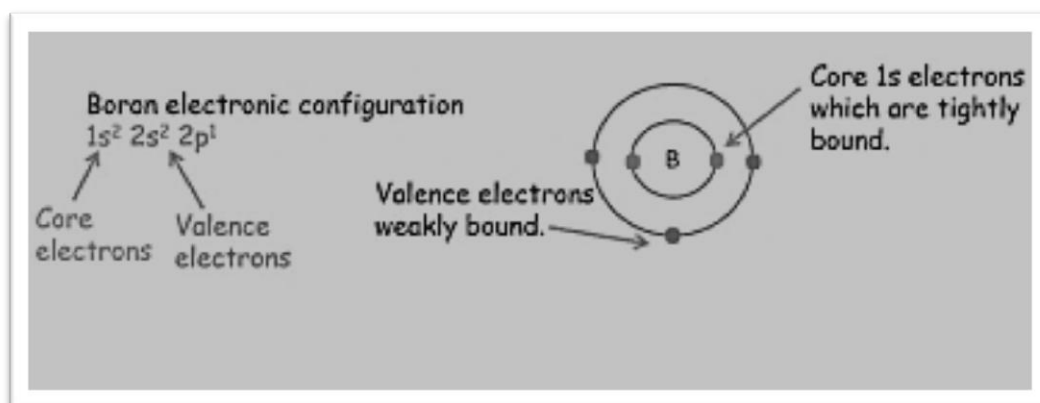 Boran electronic configuration
1s² 2s² 2p¹
Core
electrons
Valence
electrons
Valence electrons
weakly bound.
B
Core 1s electrons
which are tightly
bound.